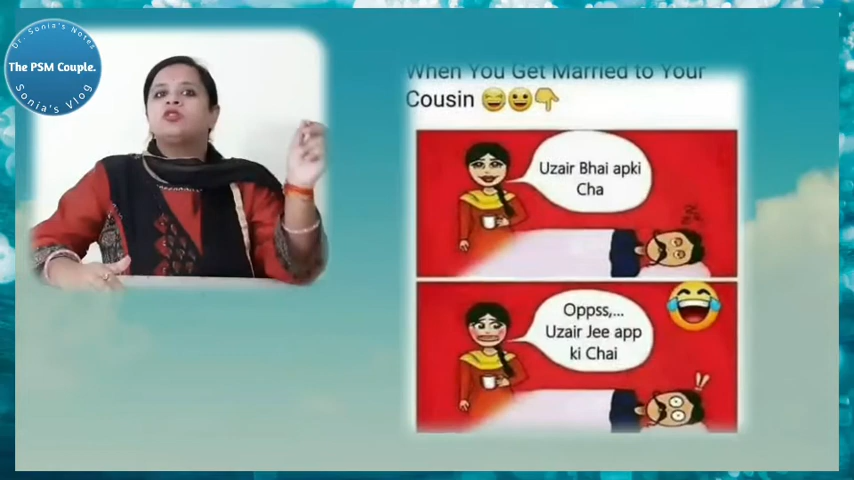 Dr. Sonia's Notes
The PSM Couple.
Sonia's Vlog
When You Get Married to Your
Cousin 😄😀👇
Uzair Bhai apki
Cha
Oppss,...
Uzair Jee app
ki Chai